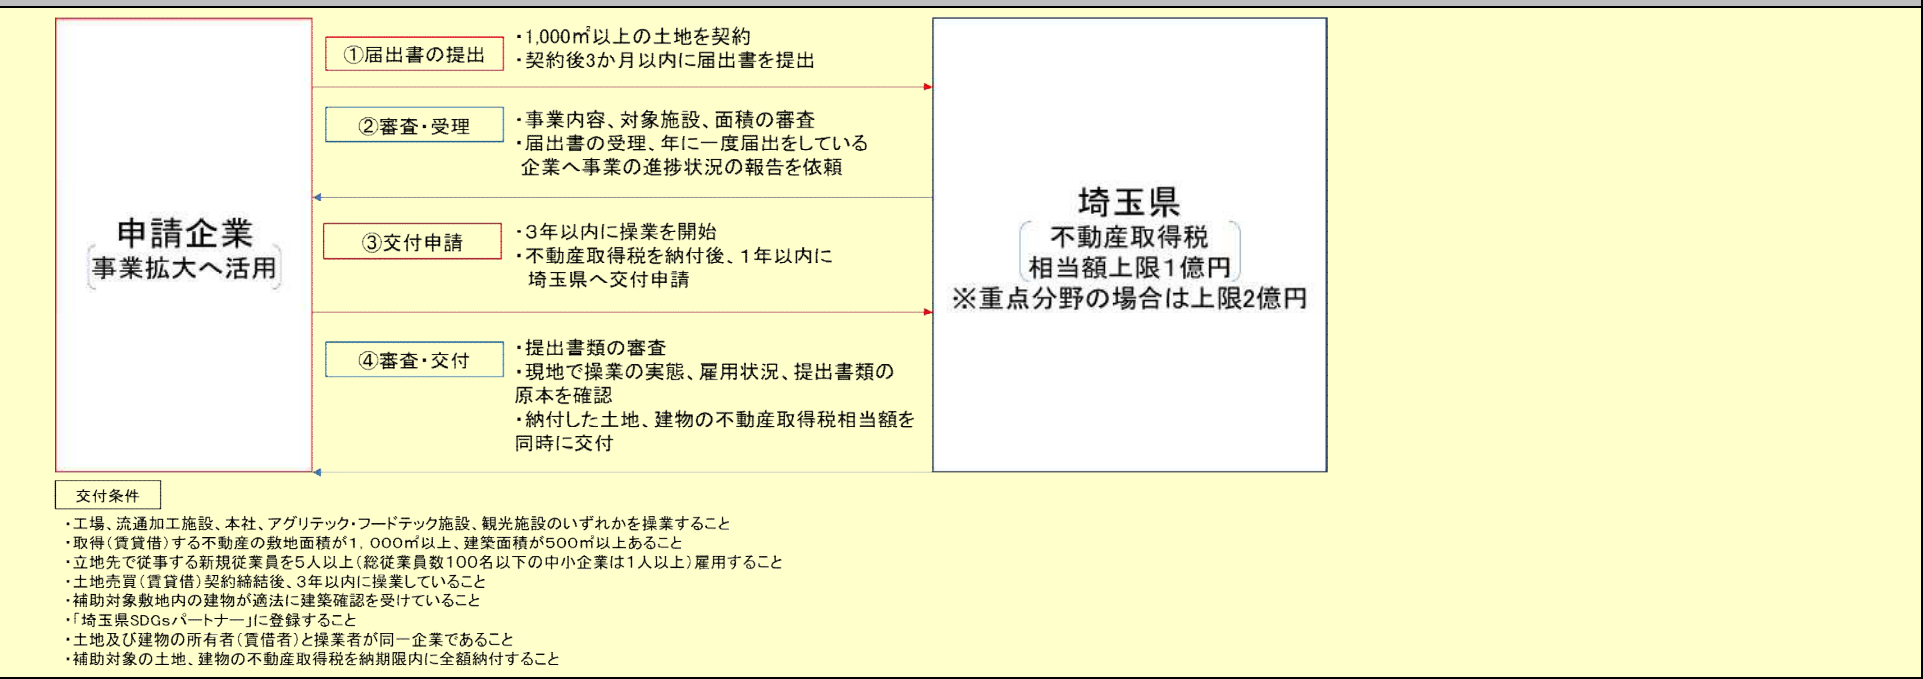 申請企業
事業拡大へ活用
①届出書の提出
・1,000㎡以上の土地を契約
・契約後3か月以内に届出書を提出
②審査・受理
・事業内容、対象施設、面積の審査
・届出書の受理、年に一度届出をしている
企業へ事業の進捗状況の報告を依頼
③交付申請
・３年以内に操業を開始
・不動産取得税を納付後、１年以内に
埼玉県へ交付申請
④審査・交付
・提出書類の審査
・現地で操業の実態、雇用状況、提出書類の
原本を確認
・納付した土地、建物の不動産取得税相当額を
同時に交付
埼玉県
不動産取得税
相当額上限１億円
※重点分野の場合は上限2億円
交付条件
・工場、流通加工施設、本社、アグリテック・フードテック施設、観光施設のいずれかを操業すること
・取得（賃貸借）する不動産の敷地面積が１，０００㎡以上、建築面積が５００㎡以上あること
・立地先で従事する新規従業員を５人以上（総従業員数１００名以下の中小企業は１人以上）雇用すること
・土地売買（賃貸借）契約締結後、３年以内に操業していること
・補助対象敷地内の建物が適法に建築確認を受けていること
・「埼玉県SDGsパートナー」に登録すること
・土地及び建物の所有者（賃借者）と操業者が同一企業であること
・補助対象の土地、建物の不動産取得税を納期限内に全額納付すること